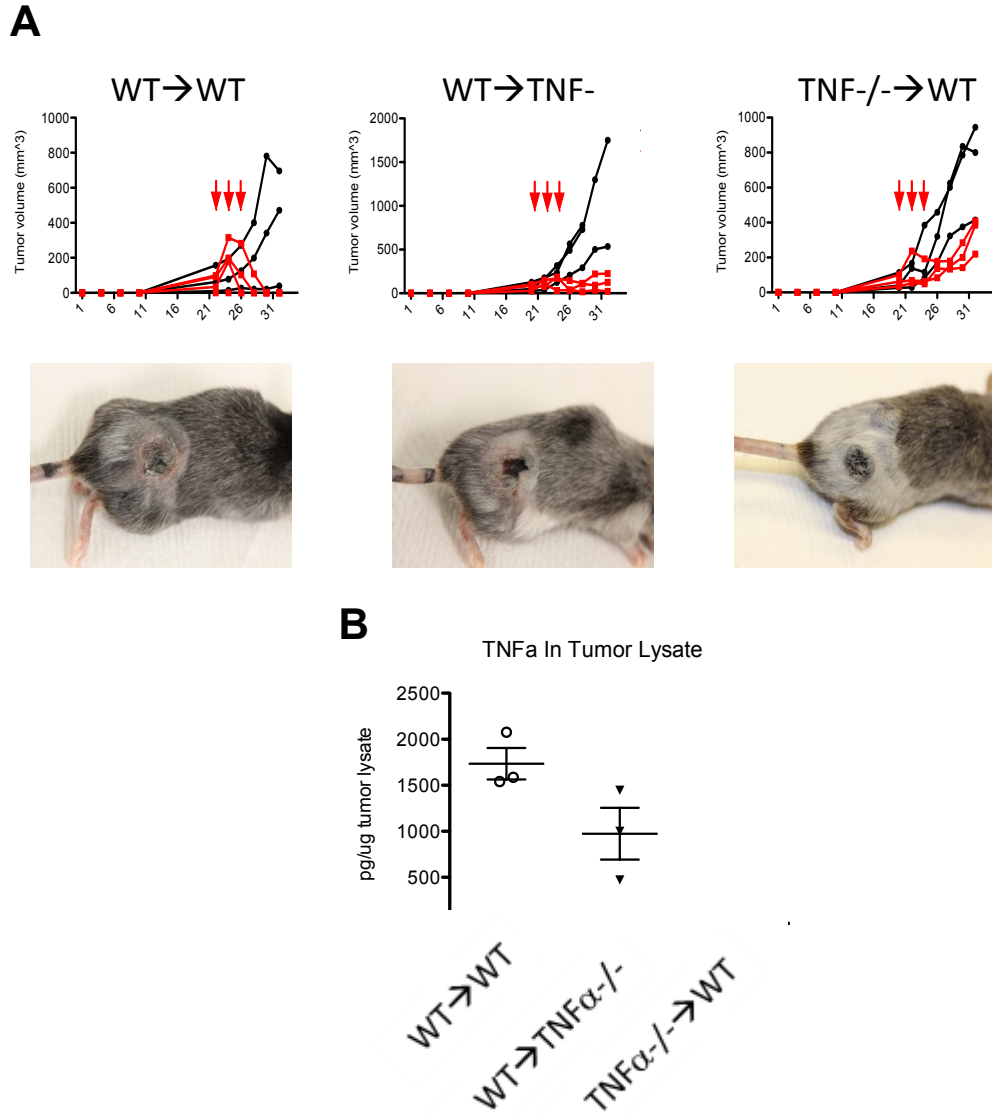 A
WT→WT
WT→TNF-
TNF-/-→WT
Tumor volume (mm^3)
1000
800
600
400
200
0
1 6 11 16 21 26 31
Tumor volume (mm^3)
2000
1500
1000
500
0
1 6 11 16 21 26 31
Tumor volume (mm^3)
1000
800
600
400
200
0
1 6 11 16 21 26 31
B
TNFa In Tumor Lysate
pg/ug tumor lysate
2500
2000
1500
1000
500
WT→WT
WT→TNFα-/-
TNFα-/-→WT